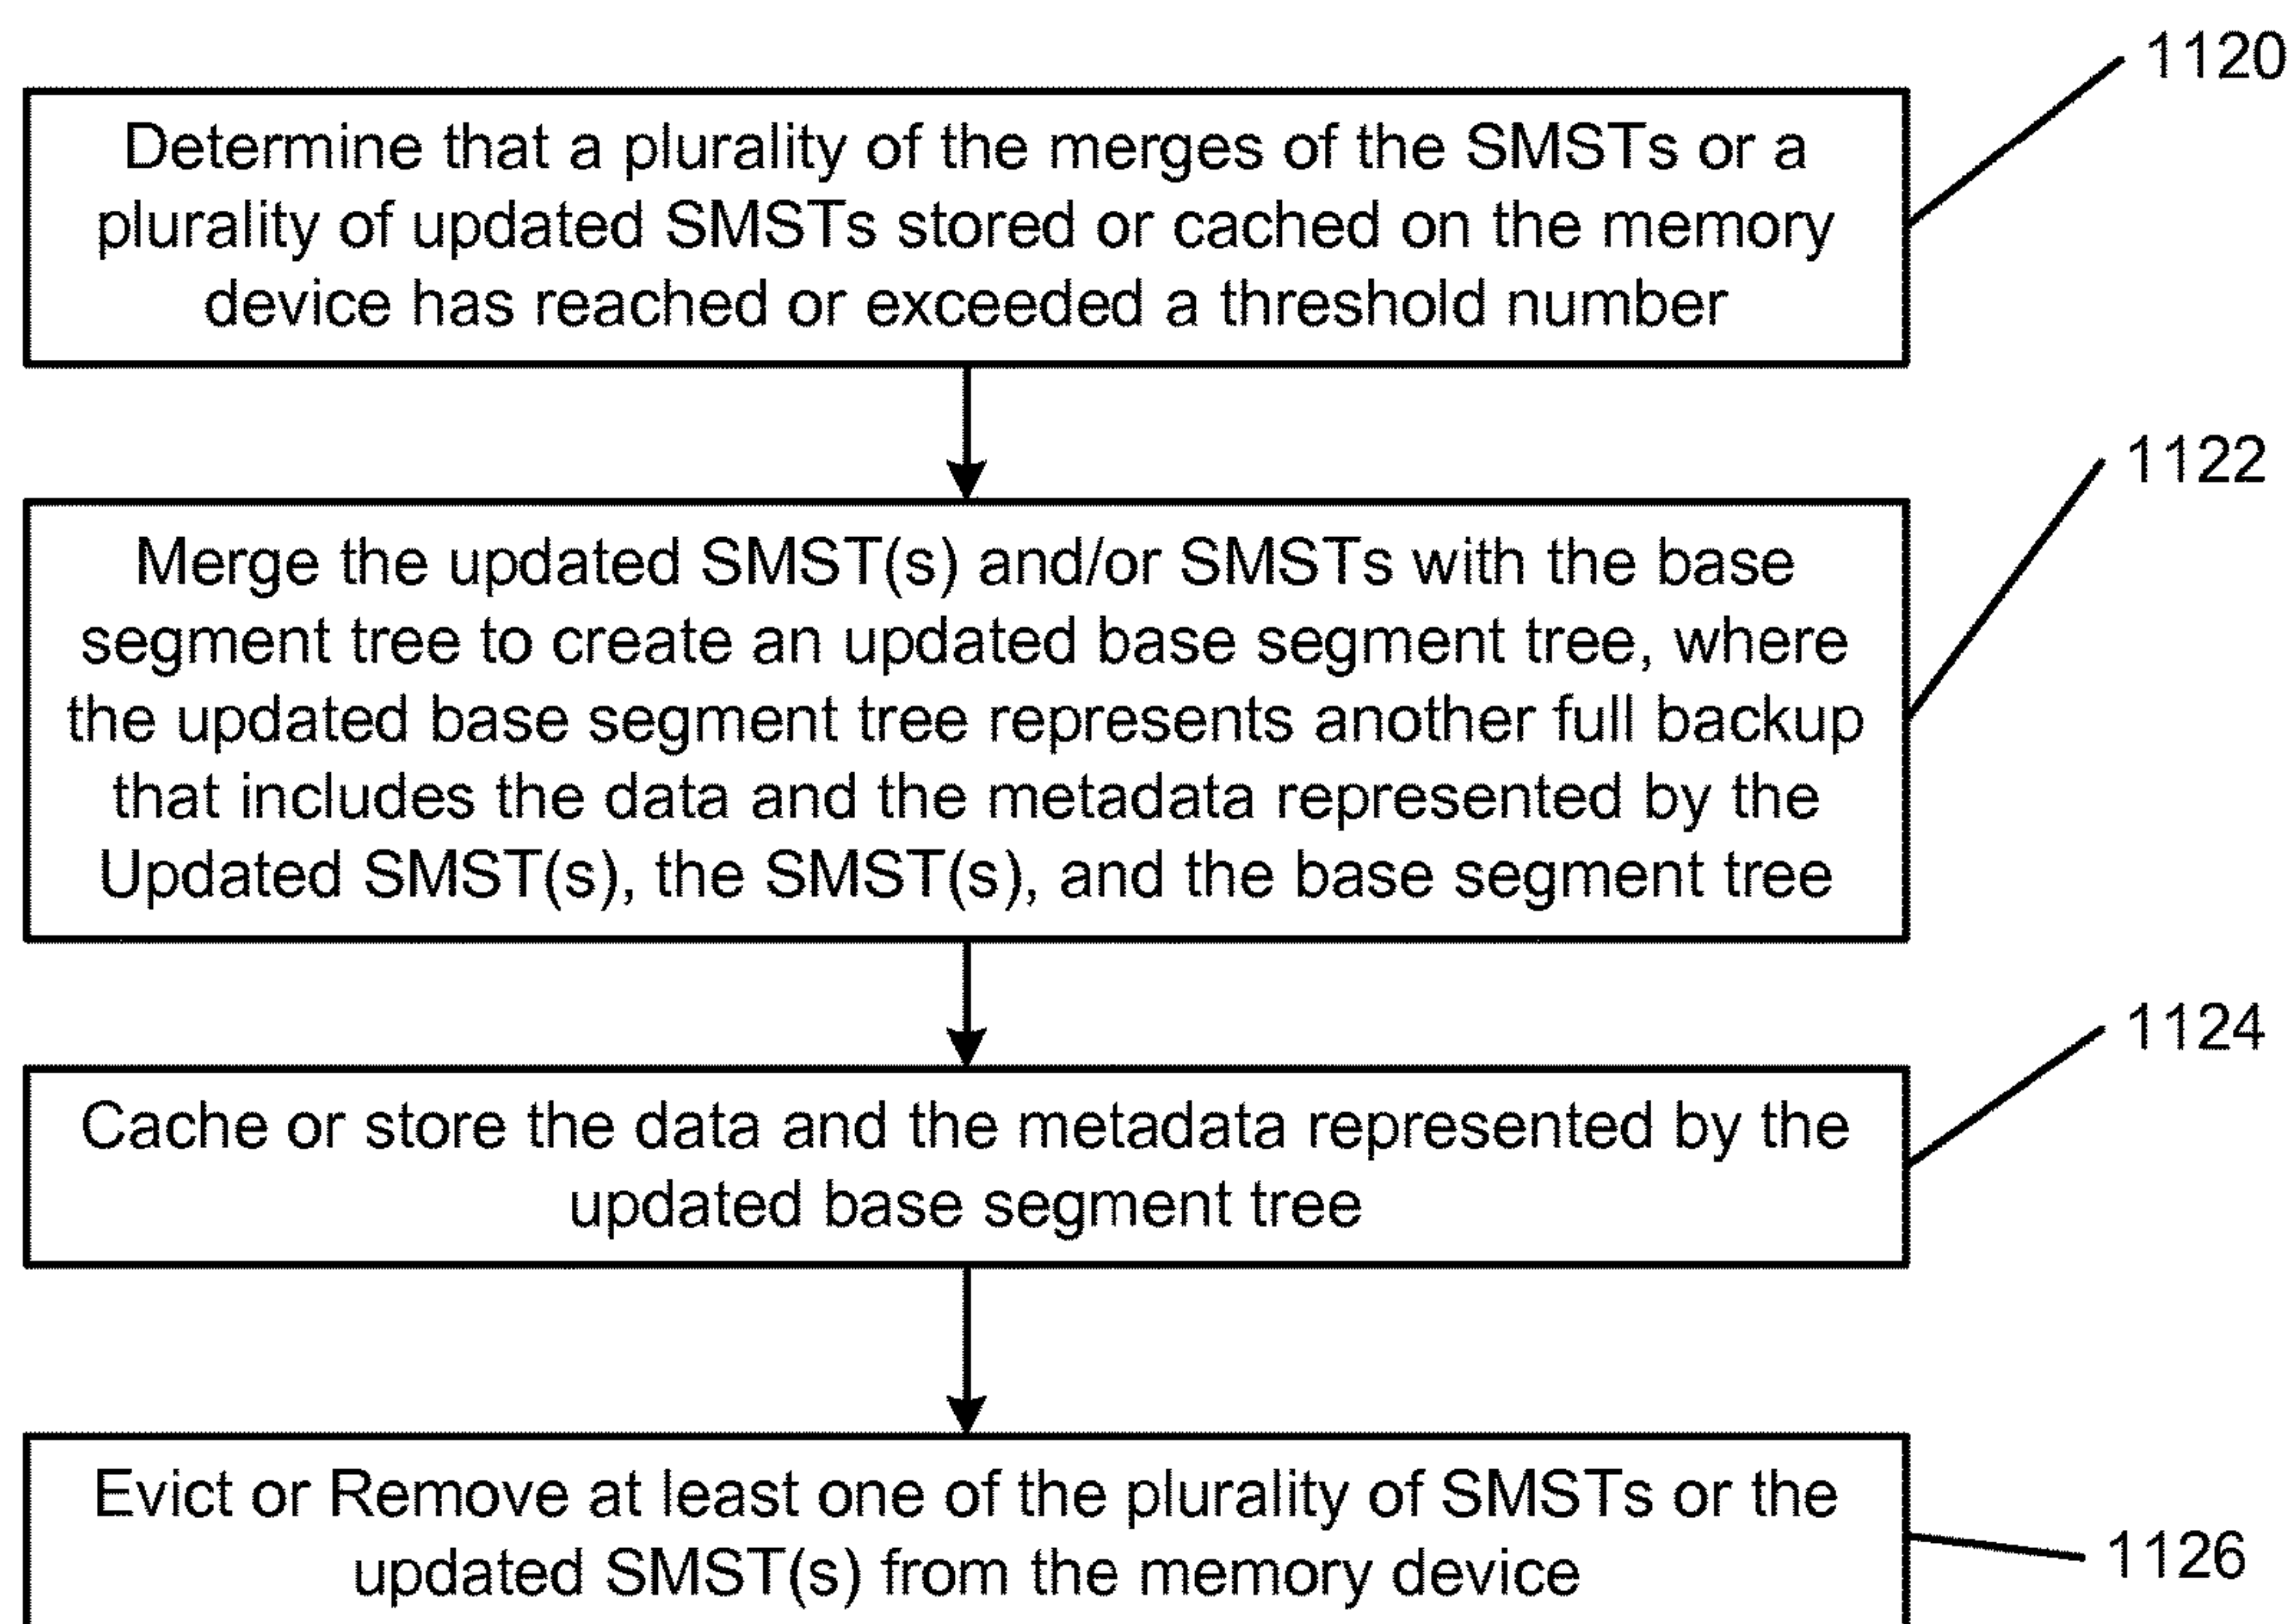 1120
Determine that a plurality of the merges of the SMSTs or a
plurality of updated SMSTs stored or cached on the memory
device has reached or exceeded a threshold number
1122
Merge the updated SMST(s) and/or SMSTs with the base
segment tree to create an updated base segment tree, where
the updated base segment tree represents another full backup
that includes the data and the metadata represented by the
Updated SMST(s), the SMST(s), and the base segment tree
1124
Cache or store the data and the metadata represented by the
updated base segment tree
Evict or Remove at least one of the plurality of SMSTs or the
updated SMST(s) from the memory device
1126